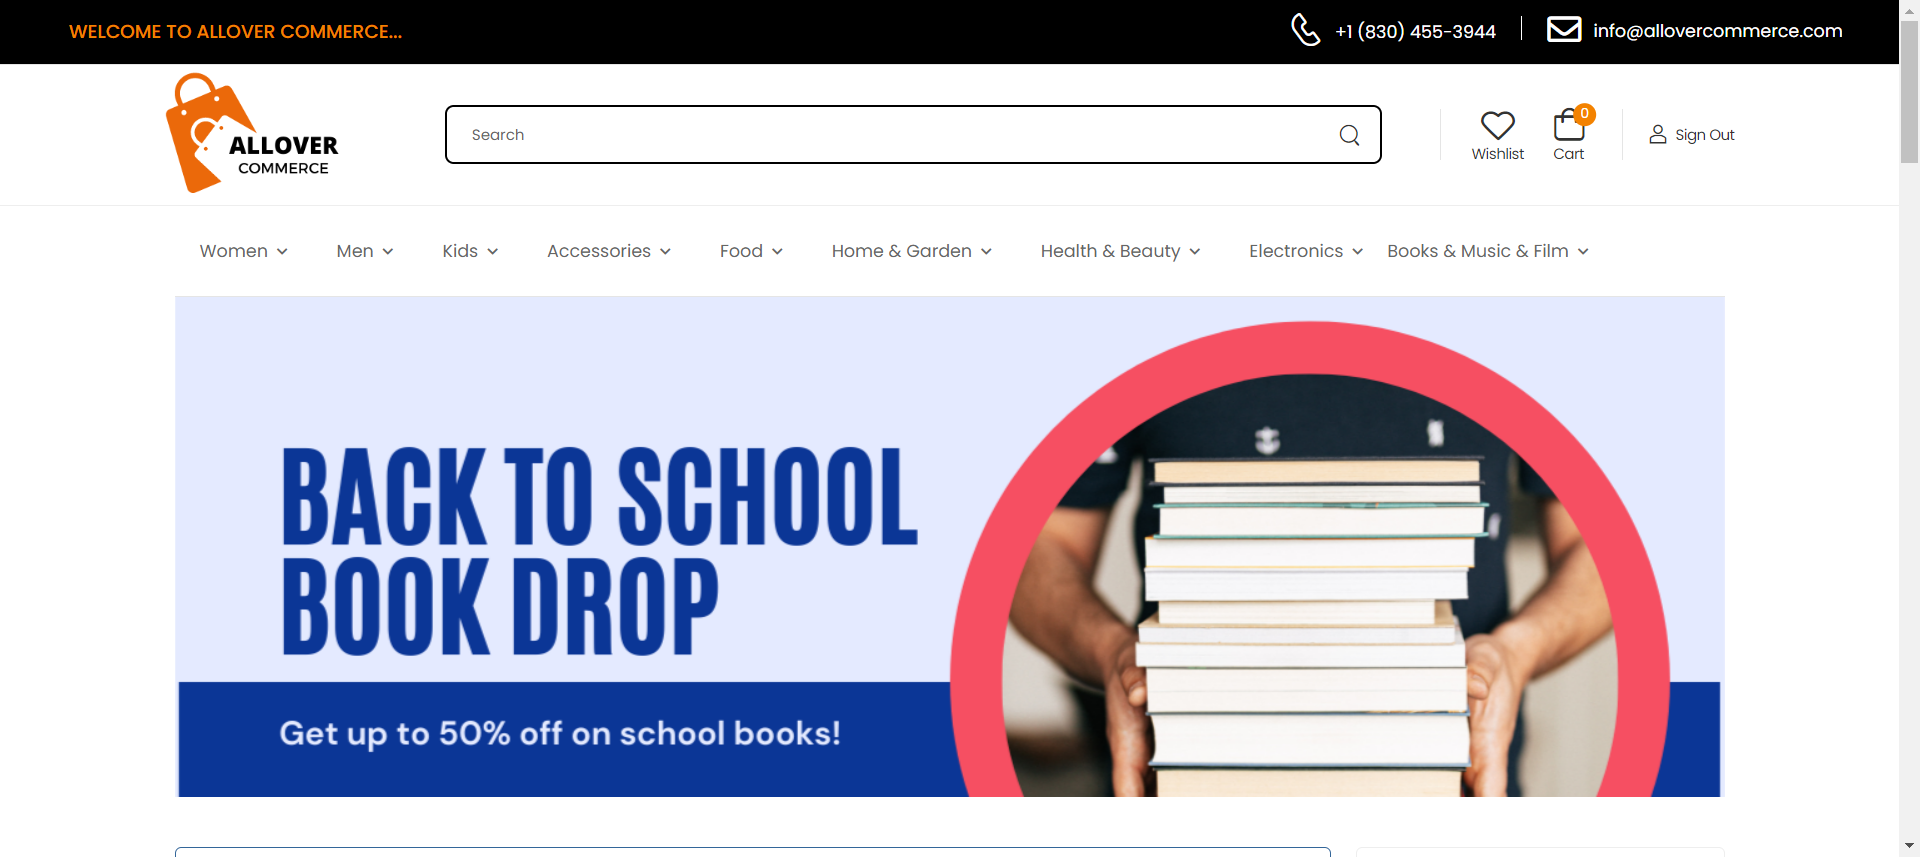 WELCOME TO ALLOVER COMMERCE...
+1 (830) 455-3944
info@allovercommerce.com
ALLOVER
COMMERCE
Search
Wishlist
0
Cart
Sign Out
Women
Men
Kids
Accessories
Food
Home & Garden
Health & Beauty
Electronics
Books & Music & Film
BACK TO SCHOOL
BOOK DROP
Get up to 50% off on school books!